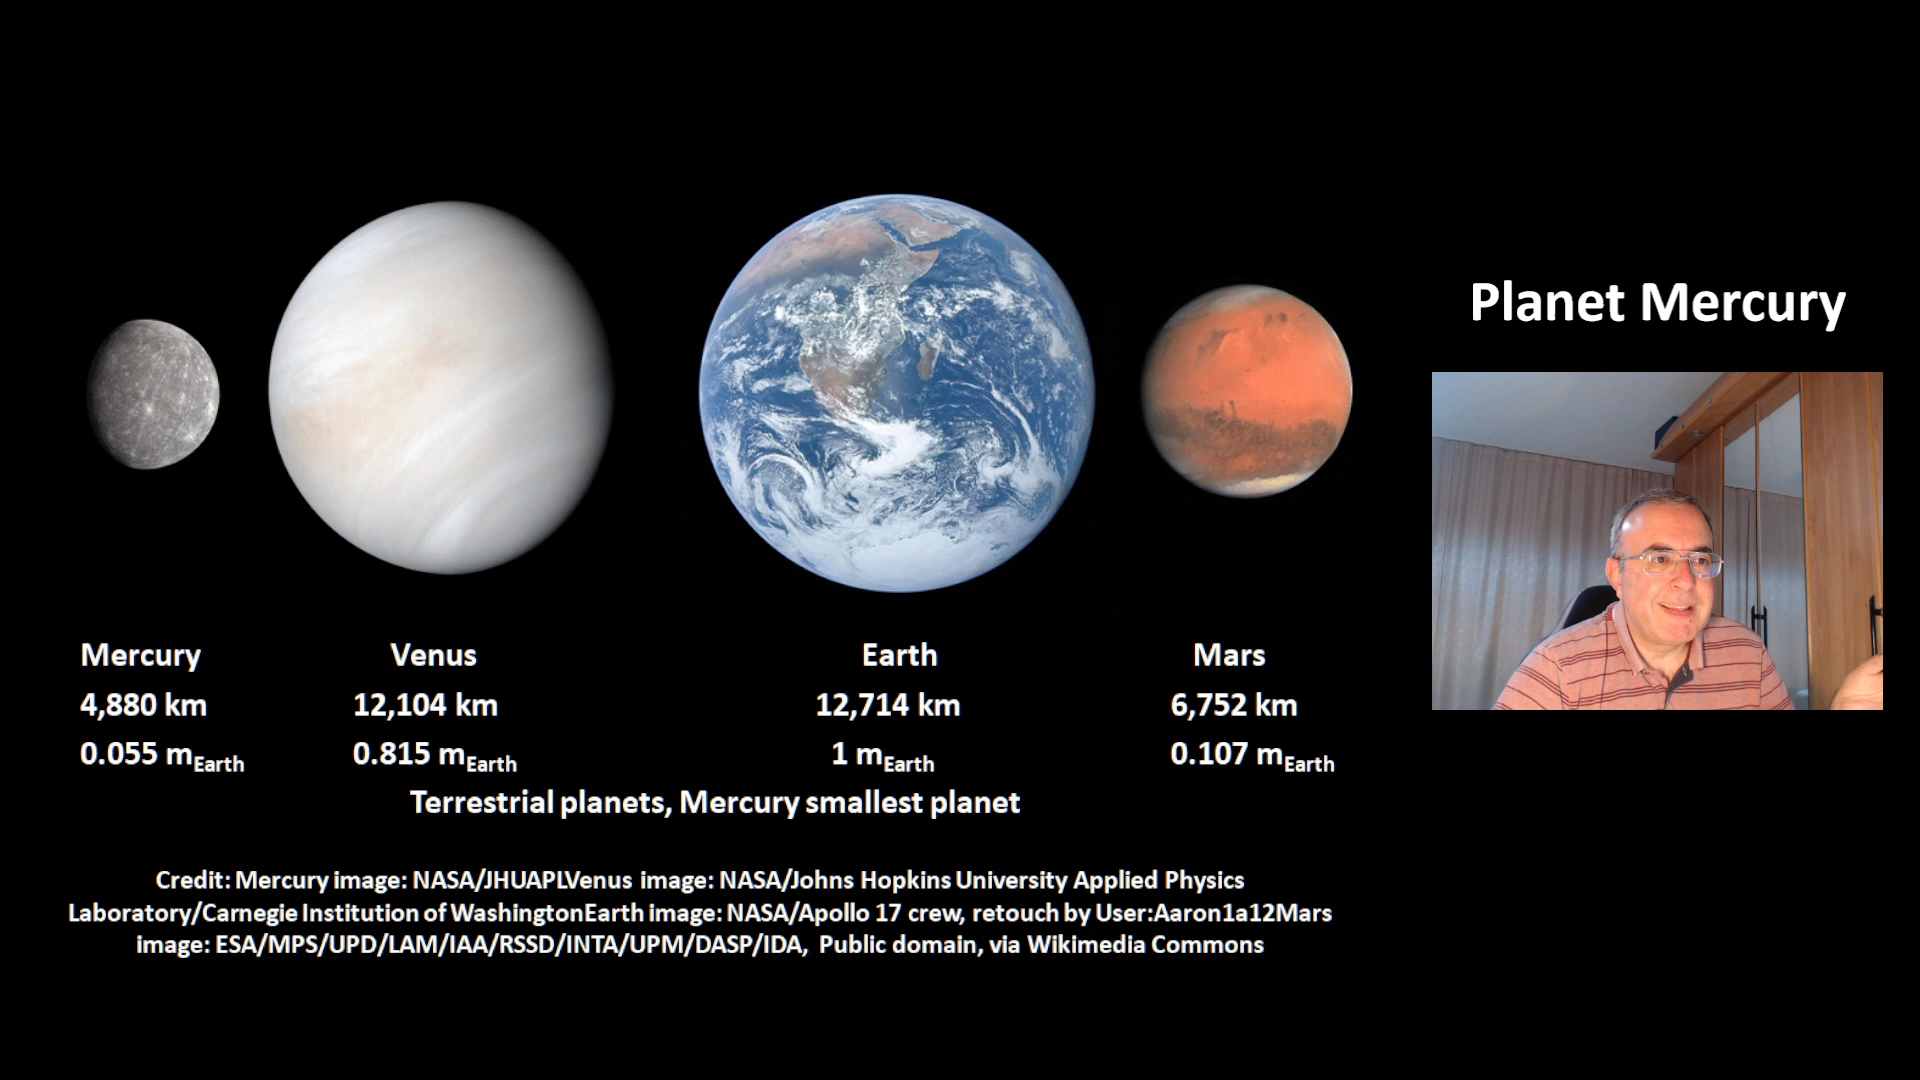 Planet Mercury
Mercury Venus Earth Mars
4,880 km 12,104 km 12,714 km 6,752 km
0.055 mEarth 0.815 mEarth 1 mEarth 0.107 mEarth
Terrestrial planets, Mercury smallest planet
Credit: Mercury image: NASA/JHUAPLVenus image: NASA/Johns Hopkins University Applied Physics
Laboratory/Carnegie Institution of WashingtonEarth image: NASA/Apollo 17 crew, retouch by User:Aaron1a12Mars
image: ESA/MPS/UPD/LAM/IAA/RSSD/INTA/UPM/DASP/IDA, Public domain, via Wikimedia Commons